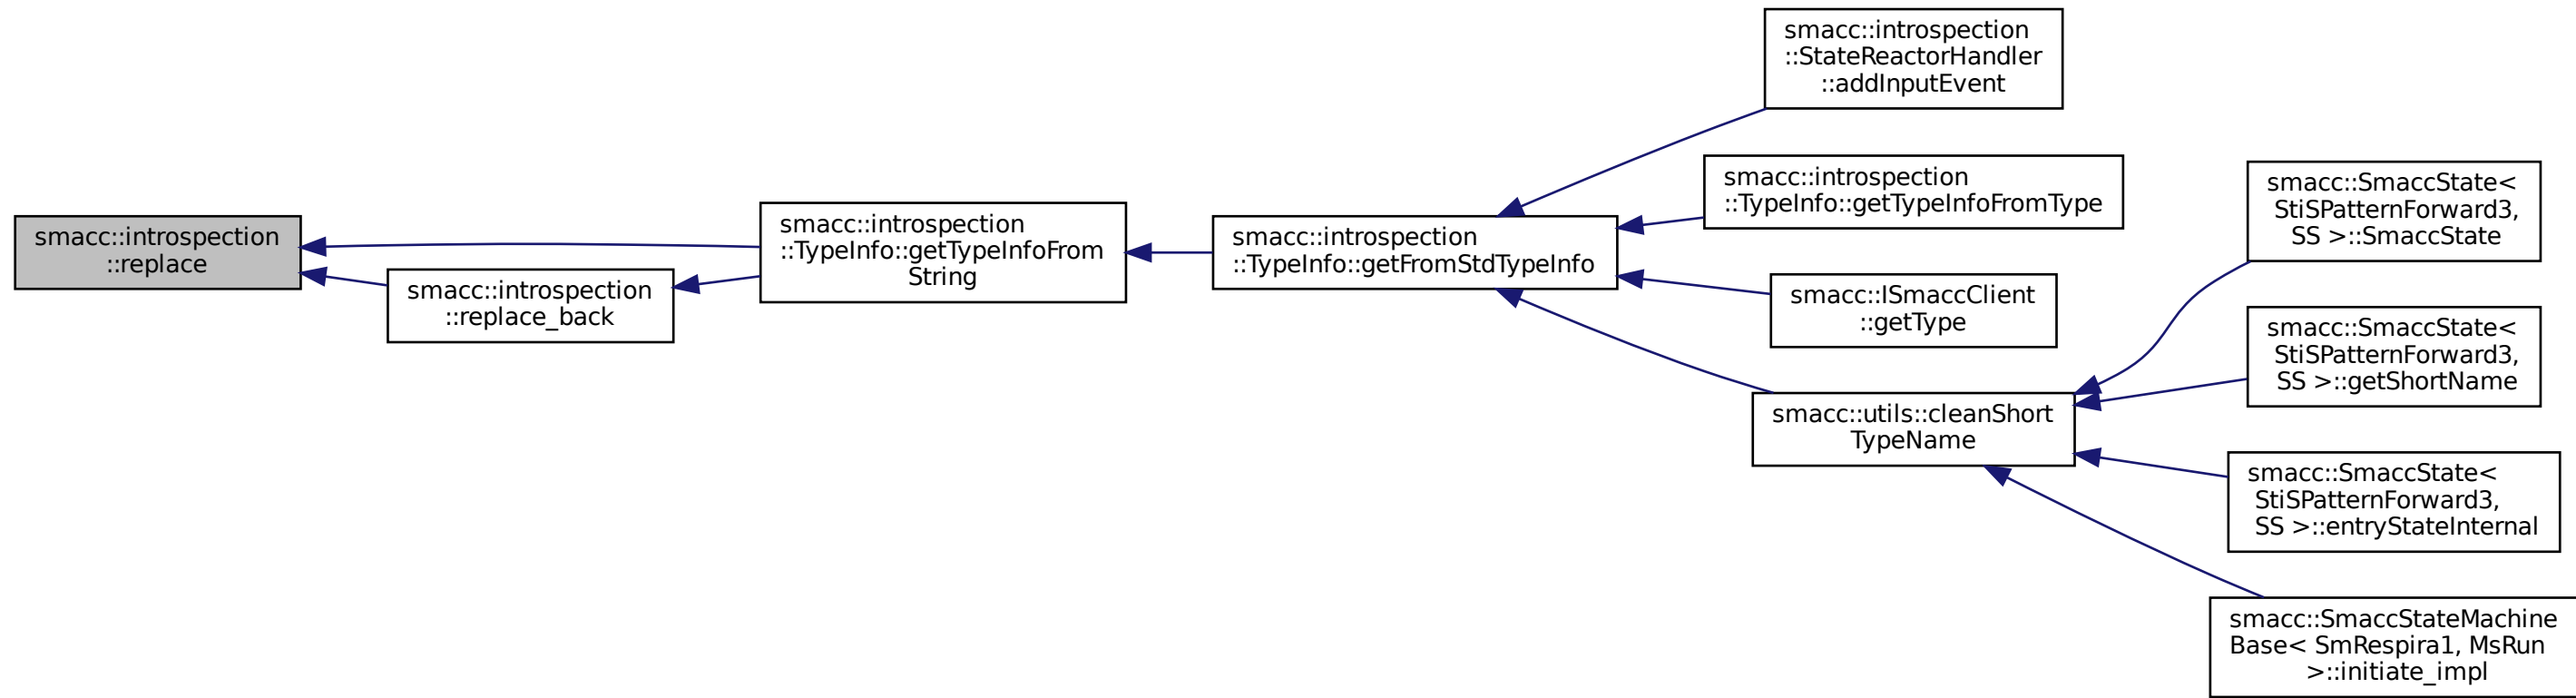 smacc::introspection
::replace
smacc::introspection
::replace_back
smacc::introspection
::TypeInfo::getTypeInfoFrom
String
smacc::introspection
::TypeInfo::getFromStdTypeInfo
smacc::introspection
::StateReactorHandler
::addInputEvent
smacc::introspection
::TypeInfo::getTypeInfoFromType
smacc::ISmaccClient
::getType
smacc::utils::cleanShort
TypeName
smacc::SmaccState<
StiSPatternForward3,
SS >::SmaccState
smacc::SmaccState<
StiSPatternForward3,
SS >::getShortName
smacc::SmaccState<
StiSPatternForward3,
SS >::entryStateInternal
smacc::SmaccStateMachine
Base< SmRespira1, MsRun
>::initiate_impl